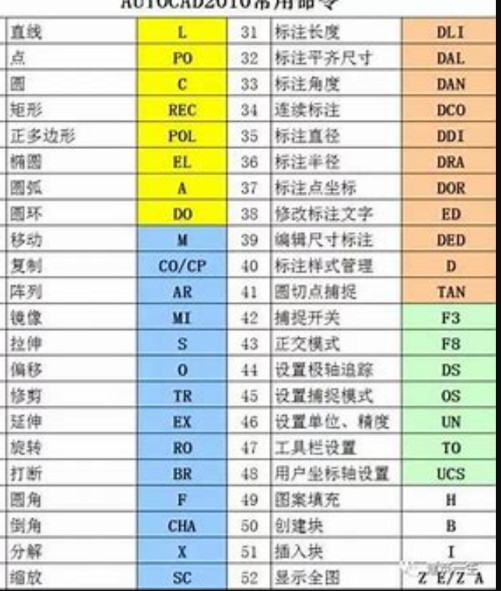 AUTOCAD2010常用命令
直线 L 31 标注长度 DLI
点 PO 32 标注平齐尺寸 DAL
圆 C 33 标注角度 DAN
矩形 REC 34 连续标注 DCO
正多边形 POL 35 标注直径 DDI
椭圆 EL 36 标注半径 DRA
圆弧 A 37 标注点坐标 DOR
圆环 DO 38 修改标注文字 ED
移动 M 39 编辑尺寸标注 DED
复制 CO/CP 40 标注样式管理 D
阵列 AR 41 圆切点捕捉 TAN
镜像 MI 42 捕捉开关 F3
拉伸 S 43 正交模式 F8
偏移 O 44 设置极轴追踪 DS
修剪 TR 45 设置捕捉模式 OS
延伸 EX 46 设置单位、精度 UN
旋转 RO 47 工具栏设置 TO
打断 BR 48 用户坐标轴设置 UCS
圆角 F 49 图案填充 H
倒角 CHA 50 创建块 B
分解 X 51 插入块 I
缩放 SC 52 显示全图 Z E/Z A